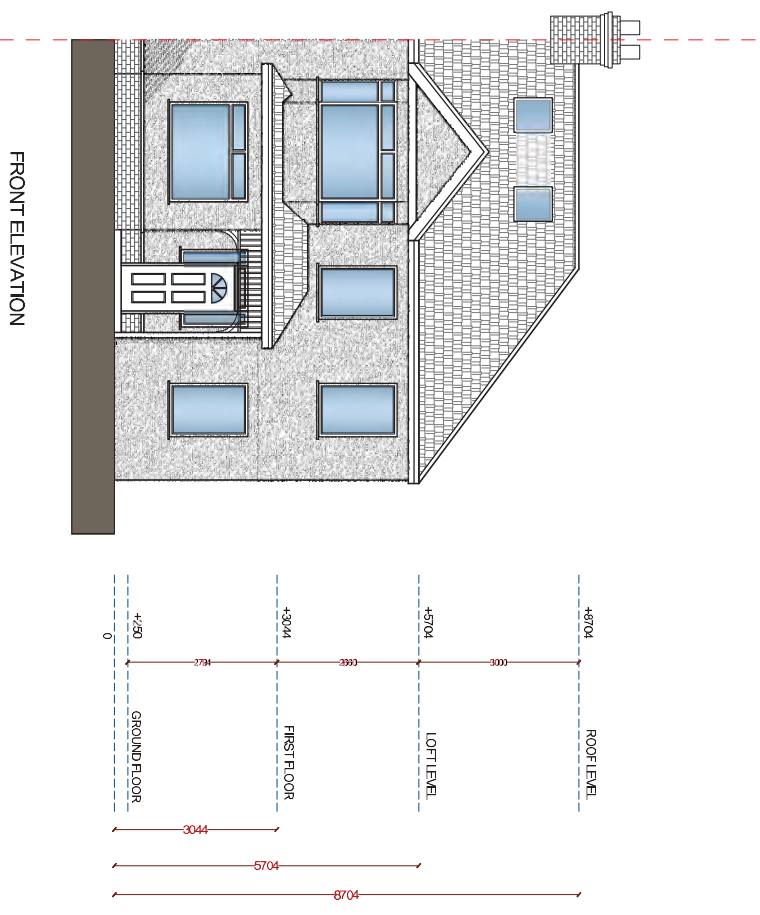 FRONT ELEVATION
+8704
ROOF LEVEL
3000
+5704
LOFT LEVEL
2660
+3044
FIRST FLOOR
2794
+250
GROUND FLOOR
0
3044
5704
8704